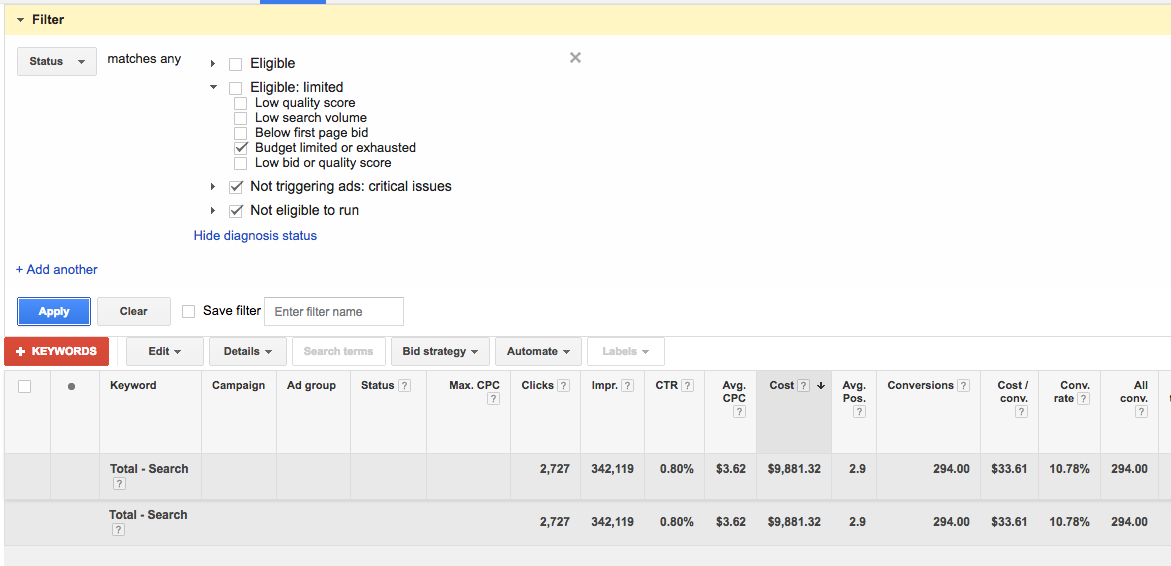 Filter
Status matches any
Eligible
Eligible: limited
Low quality score
Low search volume
Below first page bid
Budget limited or exhausted
Low bid or quality score
Not triggering ads: critical issues
Not eligible to run
Hide diagnosis status
+ Add another
Apply Clear Save filter Enter filter name
+ KEYWORDS Edit Details Search terms Bid strategy Automate Labels
Keyword Campaign Ad group Status ? Max. CPC ? Clicks ? Impr. ? CTR ? Avg. CPC ? Cost ? Avg. Pos. ? Conversions ? Cost / conv. ? Conv. rate ? All conv. ?
Total - Search ? 2,727 342,119 0.80% $3.62 $9,881.32 2.9 294.00 $33.61 10.78% 294.00
Total - Search ? 2,727 342,119 0.80% $3.62 $9,881.32 2.9 294.00 $33.61 10.78% 294.00